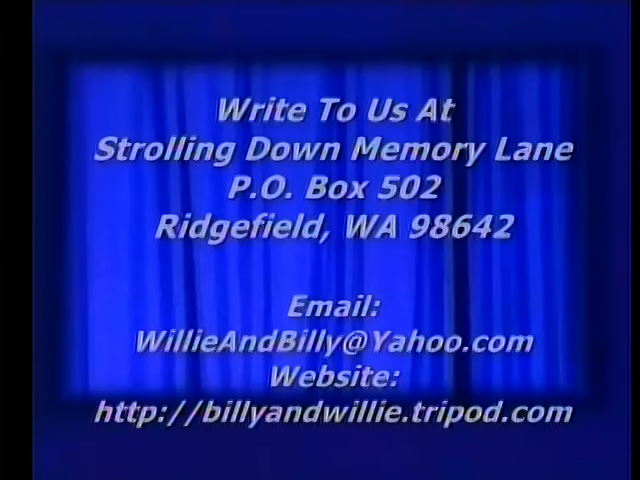 Write To Us At
Strolling Down Memory Lane
P.O. Box 502
Ridgefield, WA 98642
Email:
WillieAndBilly@Yahoo.com
Website:
http://billyandwillie.tripod.com